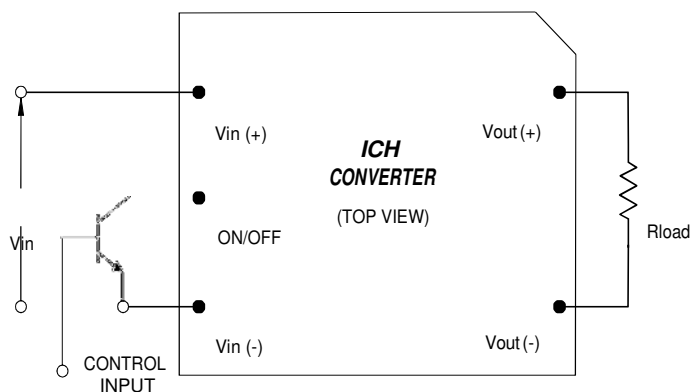 Vin (+)
Vout (+)
ICH
CONVERTER
(TOP VIEW)
ON/OFF
Rload
Vin
Vin (-)
Vout (-)
CONTROL
INPUT